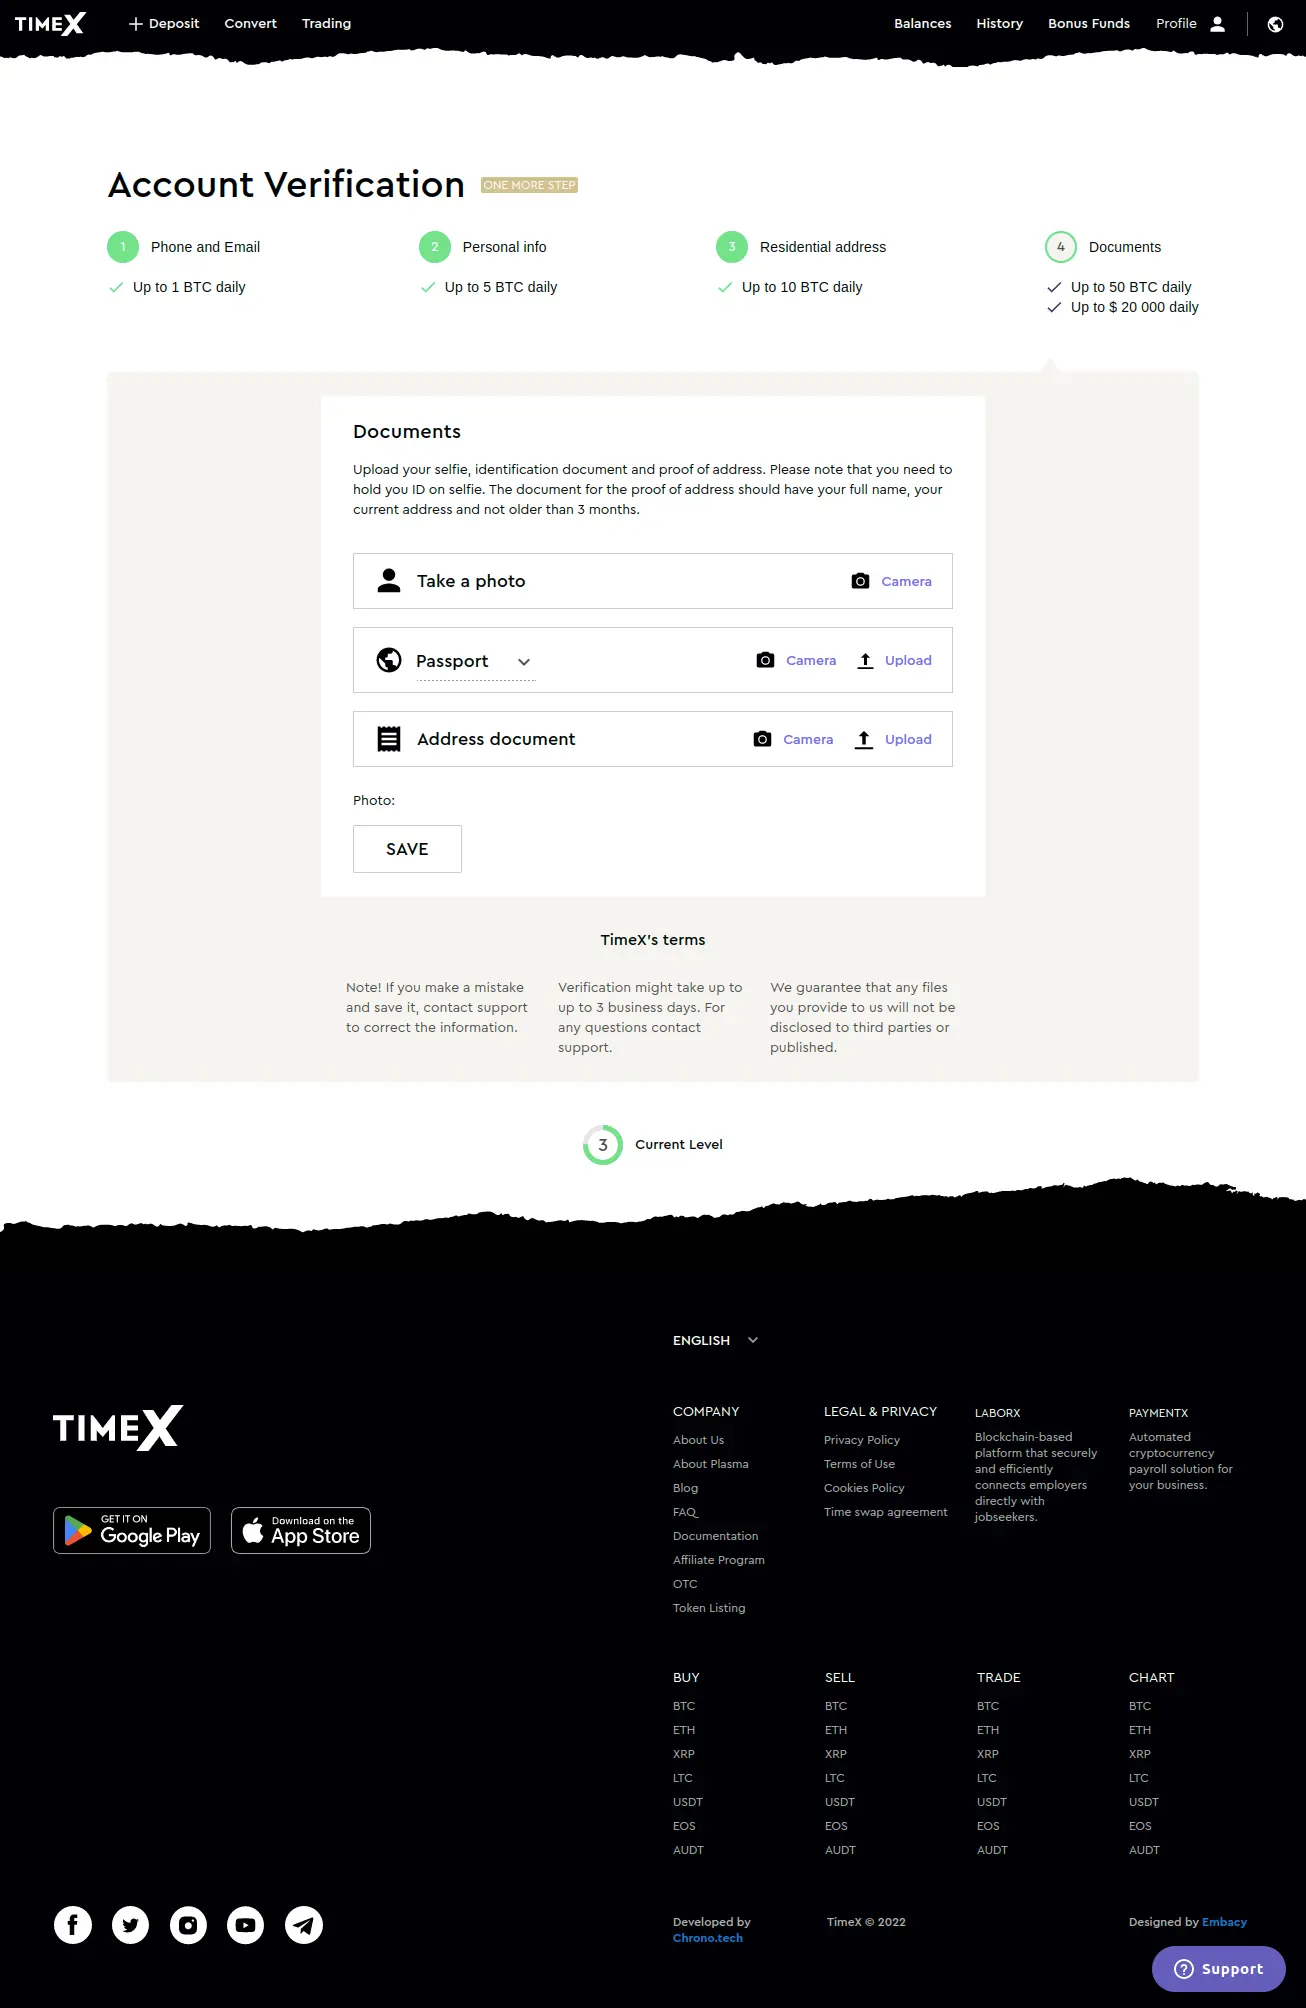 TIMEX
Deposit
Convert
Trading
Balances
History
Bonus Funds
Profile
Account Verification
ONE MORE STEP
1
Phone and Email
Up to 1 BTC daily
2
Personal info
Up to 5 BTC daily
3
Residential address
Up to 10 BTC daily
4
Documents
Up to 50 BTC daily
Up to $ 20 000 daily
Documents
Upload your selfie, identification document and proof of address. Please note that you need to
hold you ID on selfie. The document for the proof of address should have your full name, your
current address and not older than 3 months.
Take a photo
Camera
Passport
Camera
Upload
Address document
Camera
Upload
Photo:
SAVE
TimeX's terms
Note! If you make a mistake
and save it, contact support
to correct the information.
Verification might take up to
up to 3 business days. For
any questions contact
support.
We guarantee that any files
you provide to us will not be
disclosed to third parties or
published.
3
Current Level
ENGLISH
TIMEX
GET IT ON
Google Play
Download on the
App Store
COMPANY
About Us
About Plasma
Blog
FAQ
Documentation
Affiliate Program
OTC
Token Listing
LEGAL & PRIVACY
Privacy Policy
Terms of Use
Cookies Policy
Time swap agreement
LABORX
Blockchain-based
platform that securely
and efficiently
connects employers
directly with
jobseekers.
PAYMENTX
Automated
cryptocurrency
payroll solution for
your business.
BUY
BTC
ETH
XRP
LTC
USDT
EOS
AUDT
SELL
BTC
ETH
XRP
LTC
USDT
EOS
AUDT
TRADE
BTC
ETH
XRP
LTC
USDT
EOS
AUDT
CHART
BTC
ETH
XRP
LTC
USDT
EOS
AUDT
Developed by
Chrono.tech
TimeX © 2022
Designed by Embacy
Support